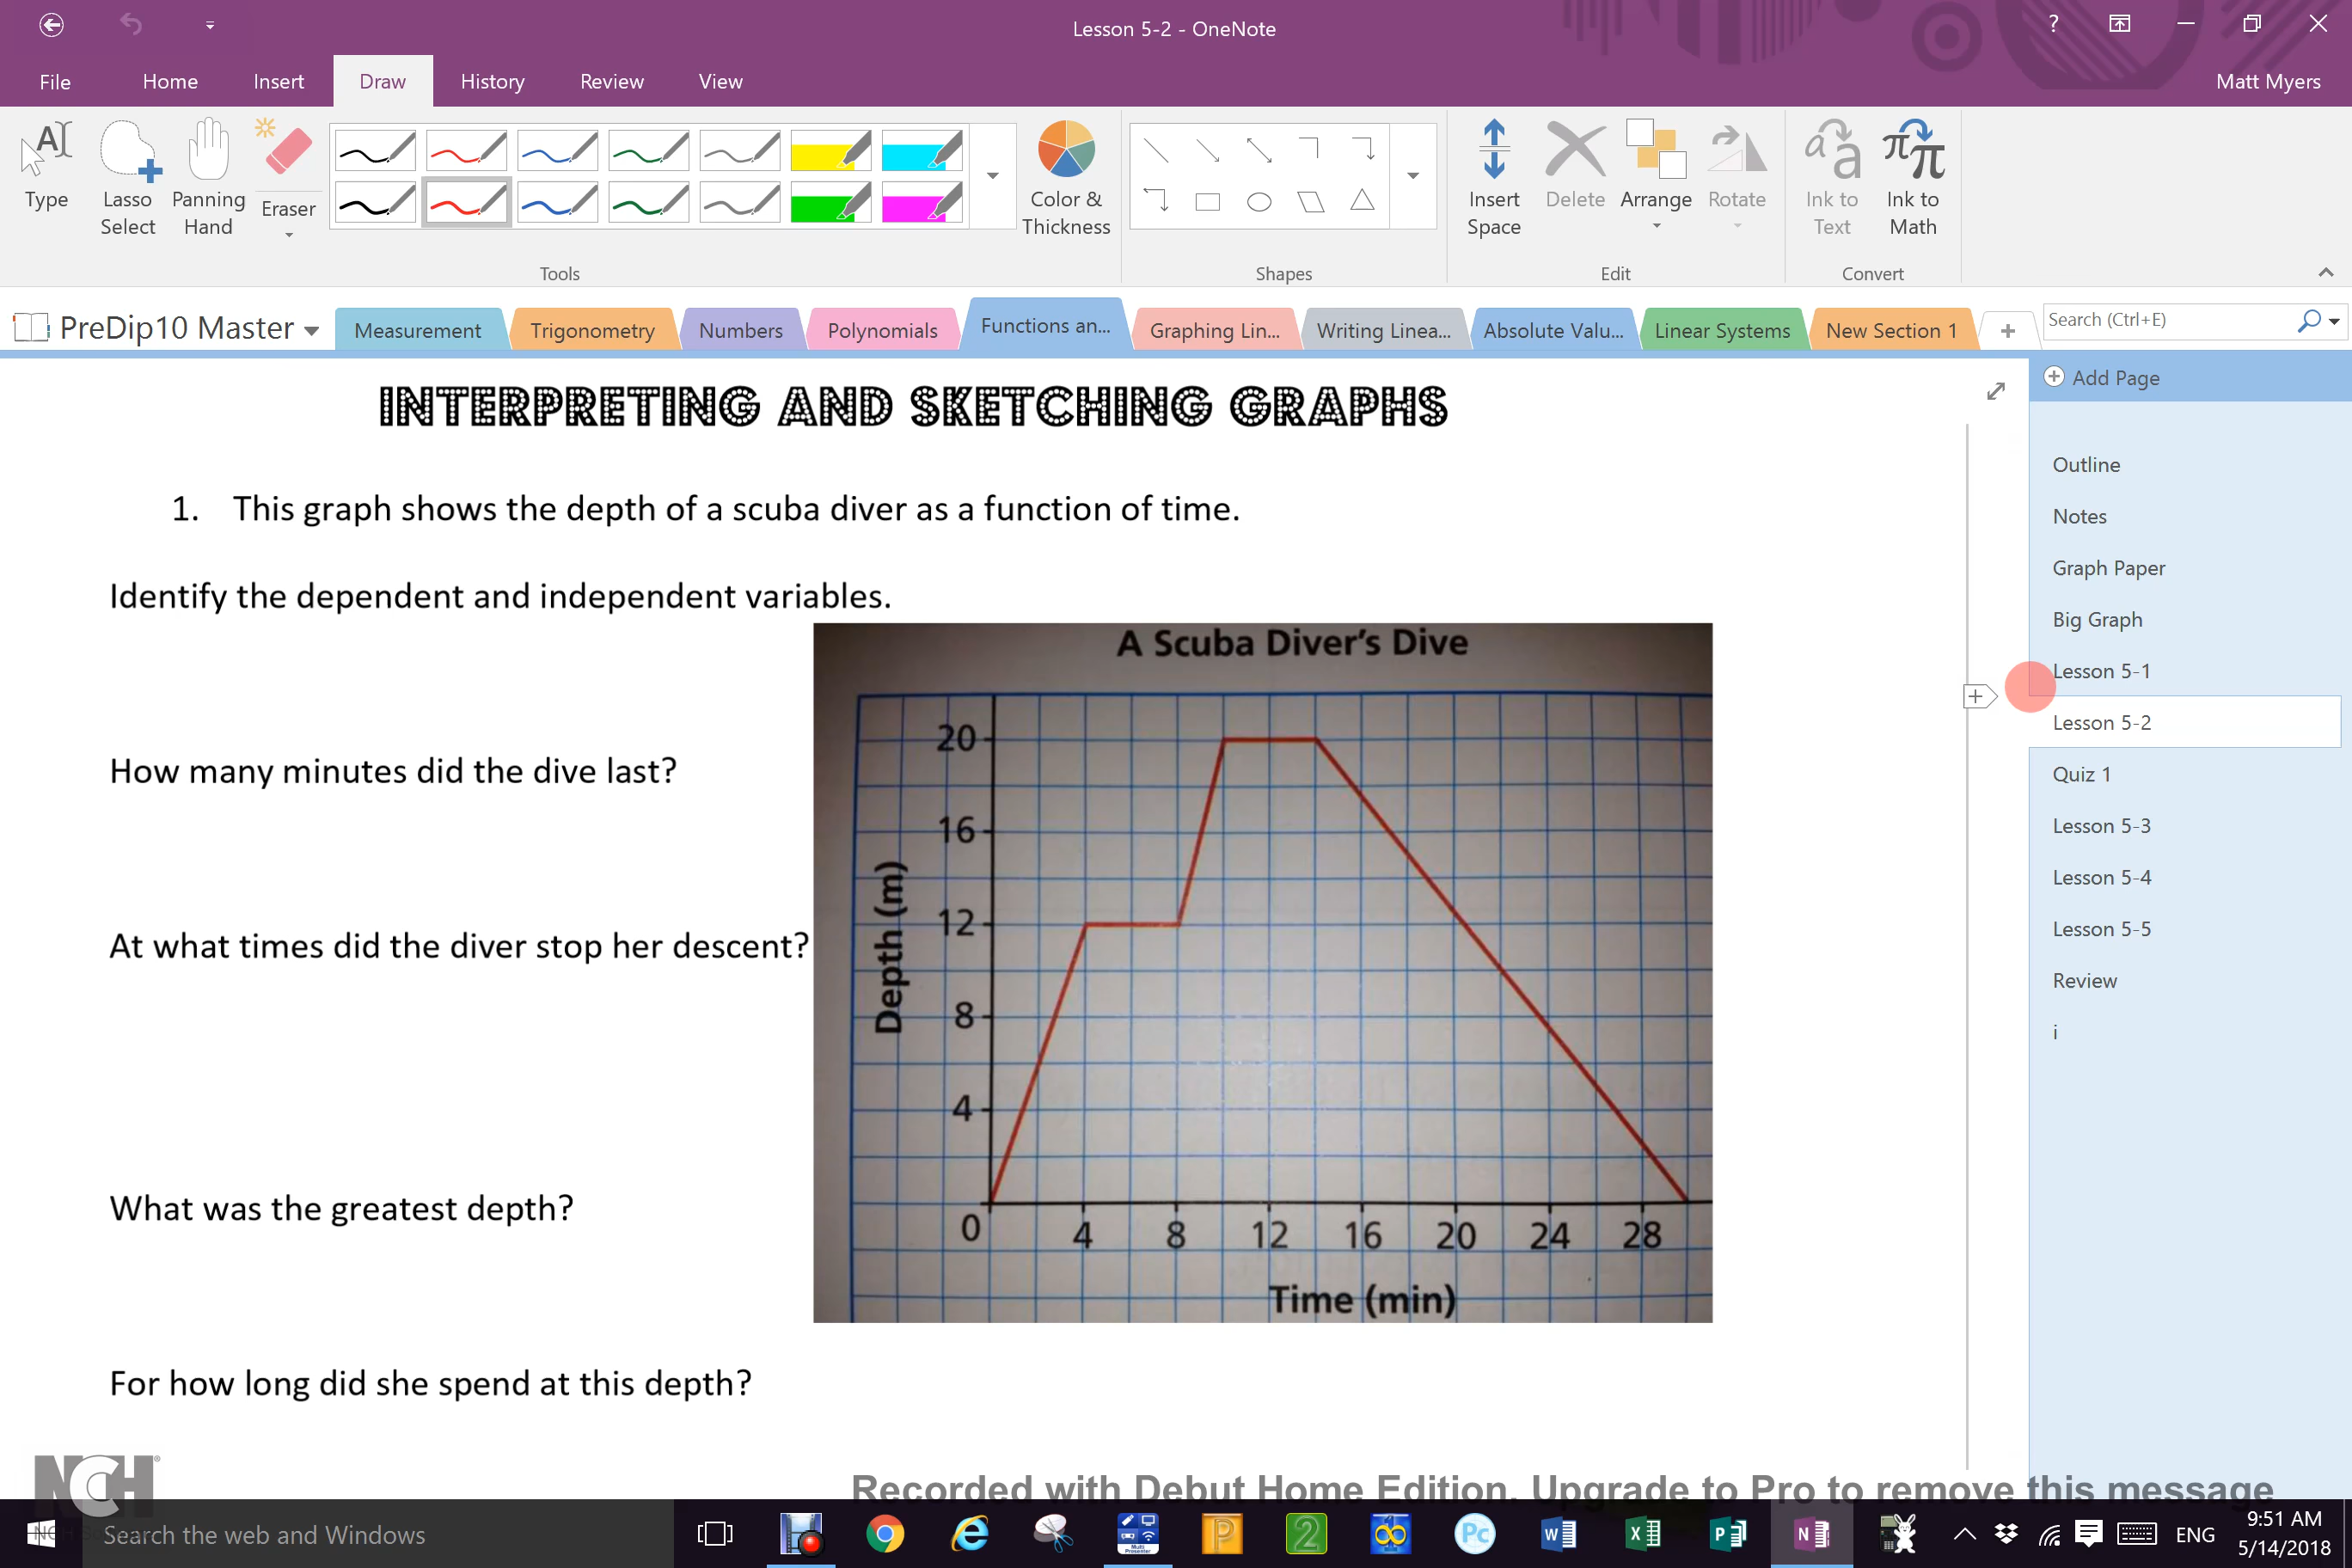 Lesson 5-2 - OneNote
?
File Home Insert Draw History Review View
Matt Myers
Type
Lasso Select
Panning Hand
Eraser
Color & Thickness
Insert Space
Delete
Arrange
Rotate
Ink to Text
Ink to Math
Tools
Shapes
Edit
Convert
PreDip10 Master
Measurement
Trigonometry
Numbers
Polynomials
Functions an...
Graphing Lin...
Writing Linea...
Absolute Valu...
Linear Systems
New Section 1
Search (Ctrl+E)
Add Page
Outline
Notes
Graph Paper
Big Graph
Lesson 5-1
Lesson 5-2
Quiz 1
Lesson 5-3
Lesson 5-4
Lesson 5-5
Review
i
INTERPRETING AND SKETCHING GRAPHS
1. This graph shows the depth of a scuba diver as a function of time.
Identify the dependent and independent variables.
How many minutes did the dive last?
At what times did the diver stop her descent?
What was the greatest depth?
For how long did she spend at this depth?
A Scuba Diver's Dive
Depth (m)
20
16
12
8
4
0 4 8 12 16 20 24 28
Time (min)
NCH
Recorded with Debut Home Edition. Upgrade to Pro to remove this message
Search the web and Windows
ENG
9:51 AM
5/14/2018